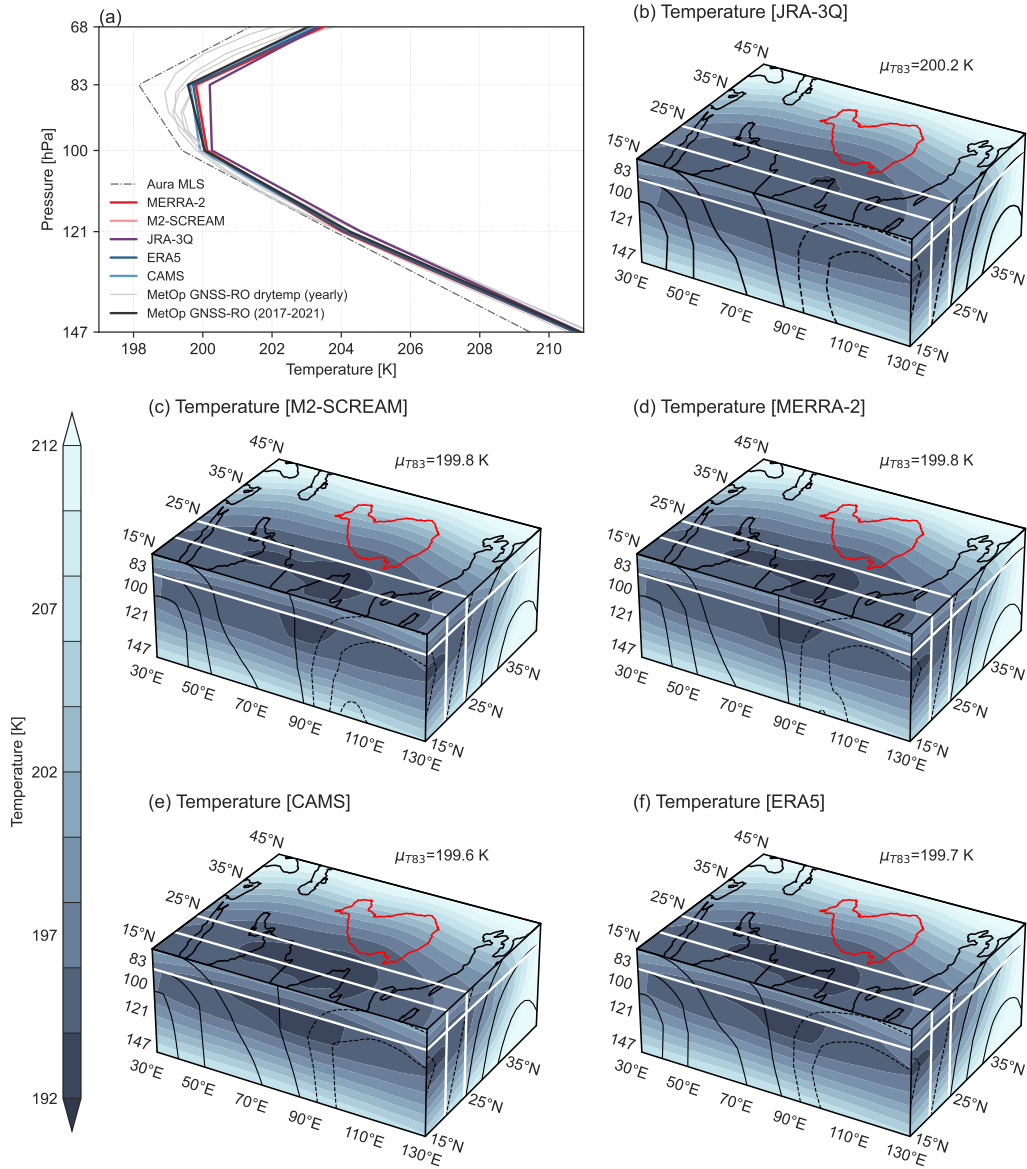 (a)
68
83
100
121
147
Pressure [hPa]
Aura MLS
MERRA-2
M2-SCREAM
JRA-3Q
ERA5
CAMS
MetOp GNSS-RO drytemp (yearly)
MetOp GNSS-RO (2017-2021)
198 200 202 204 206 208 210
Temperature [K]
(b) Temperature [JRA-3Q]
μT83=200.2 K
45°N
35°N
25°N
15°N
83
100
121
147
30°E
50°E
70°E
90°E
110°E
130°E
15°N
25°N
35°N
(c) Temperature [M2-SCREAM]
μT83=199.8 K
45°N
35°N
25°N
15°N
83
100
121
147
30°E
50°E
70°E
90°E
110°E
130°E
15°N
25°N
35°N
(d) Temperature [MERRA-2]
μT83=199.8 K
45°N
35°N
25°N
15°N
83
100
121
147
30°E
50°E
70°E
90°E
110°E
130°E
15°N
25°N
35°N
212
207
202
197
192
Temperature [K]
(e) Temperature [CAMS]
μT83=199.6 K
45°N
35°N
25°N
15°N
83
100
121
147
30°E
50°E
70°E
90°E
110°E
130°E
15°N
25°N
35°N
(f) Temperature [ERA5]
μT83=199.7 K
45°N
35°N
25°N
15°N
83
100
121
147
30°E
50°E
70°E
90°E
110°E
130°E
15°N
25°N
35°N